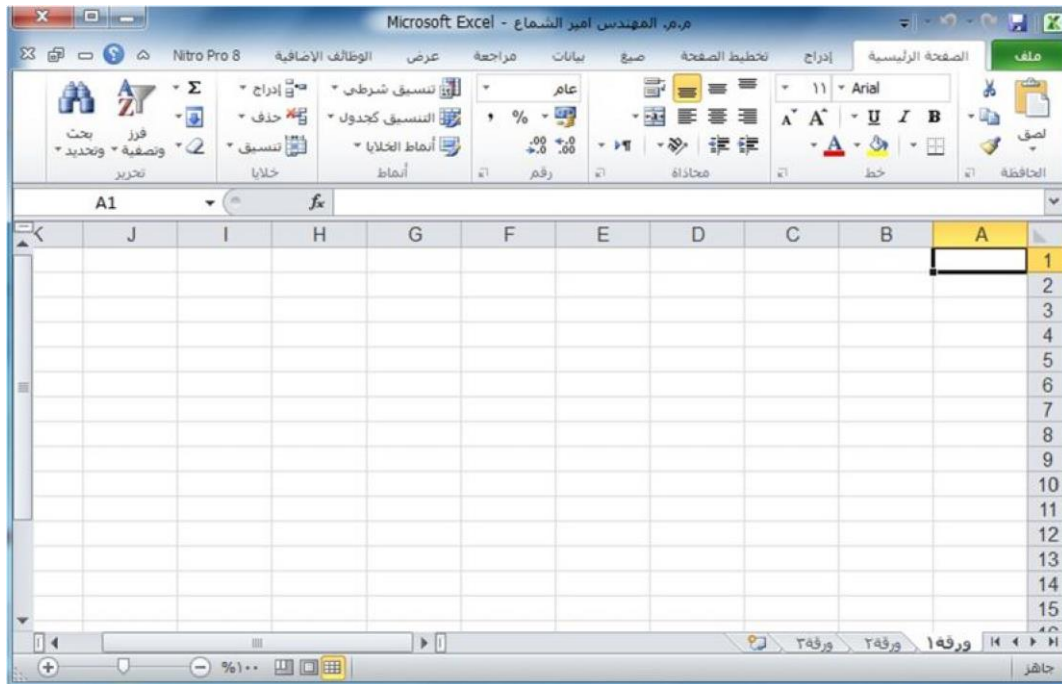 م.م. المهندس امير الشماع - Microsoft Excel
ملف الصفحة الرئيسية إدراج تخطيط الصفحة صيغ بيانات مراجعة عرض الوظائف الإضافية Nitro Pro 8
لصق Arial ١١ عام تنسيق شرطي إدراج Σ
B I U A A % , التنسيق كجدول حذف فرز وتصفية بحث وتحديد
A .00 .0 .00 أنماط الخلايا تنسيق
الحافظة خط محاذاة رقم أنماط خلايا تحرير
A1 fx
A B C D E F G H I J K
1
2
3
4
5
6
7
8
9
10
11
12
13
14
15
ورقة١ ورقة٢ ورقة٣
جاهز ١٠٠%